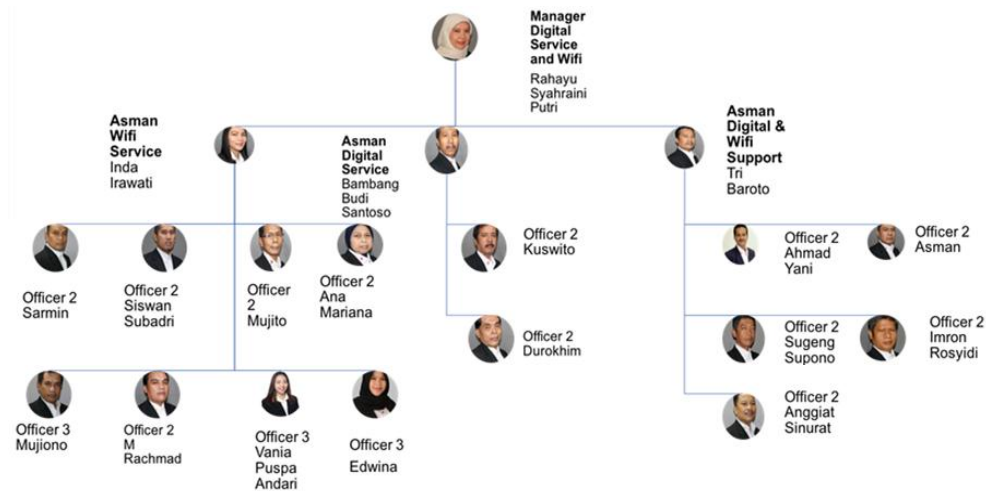 Manager
Digital
Service
and Wifi
Rahayu
Syahraini
Putri
Asman
Wifi
Service
Inda
Irawati
Asman
Digital
Service
Bambang
Budi
Santoso
Asman
Digital &
Wifi
Support
Tri
Baroto
Officer 2
Sarmin
Officer 2
Siswan
Subadri
Officer
2
Mujito
Officer 2
Ana
Mariana
Officer 2
Kuswito
Officer 2
Ahmad
Yani
Officer 2
Asman
Officer 2
Durokhim
Officer 2
Sugeng
Supono
Officer 2
Imron
Rosyidi
Officer 3
Mujiono
Officer 2
M
Rachmad
Officer 3
Vania
Puspa
Andari
Officer 3
Edwina
Officer 2
Anggiat
Sinurat